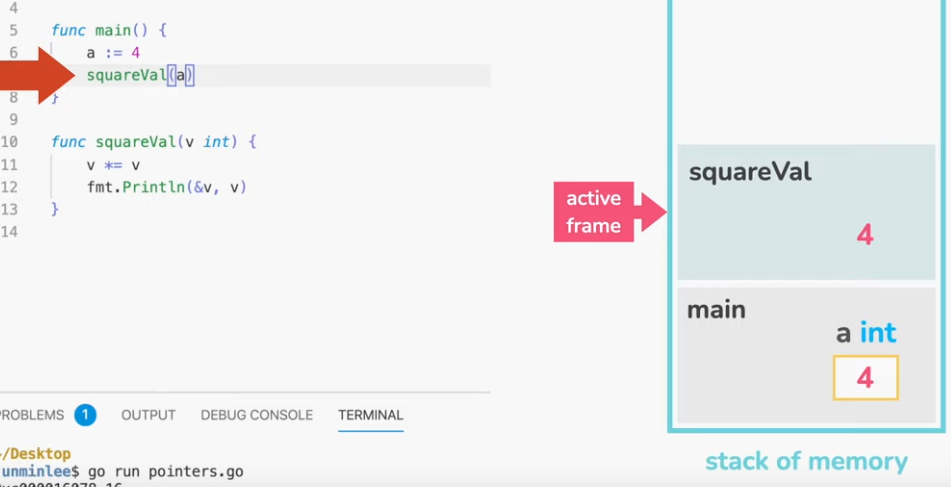 4
5 func main() {
6 a := 4
squareVal(a)
8 }
9
10 func squareVal(v int) {
11 v *= v
12 fmt.Println(&v, v)
13 }
14
active
frame
squareVal
4
main
a int
4
stack of memory
PROBLEMS 1 OUTPUT DEBUG CONSOLE TERMINAL
~/Desktop
unminlee$ go run pointers.go